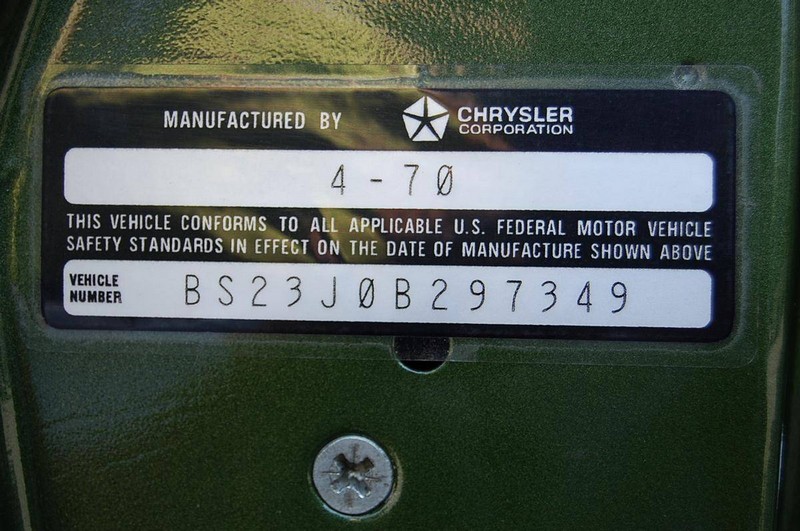 MANUFACTURED BY CHRYSLER CORPORATION
4-70
THIS VEHICLE CONFORMS TO ALL APPLICABLE U.S. FEDERAL MOTOR VEHICLE
SAFETY STANDARDS IN EFFECT ON THE DATE OF MANUFACTURE SHOWN ABOVE
VEHICLE NUMBER BS23J0B297349